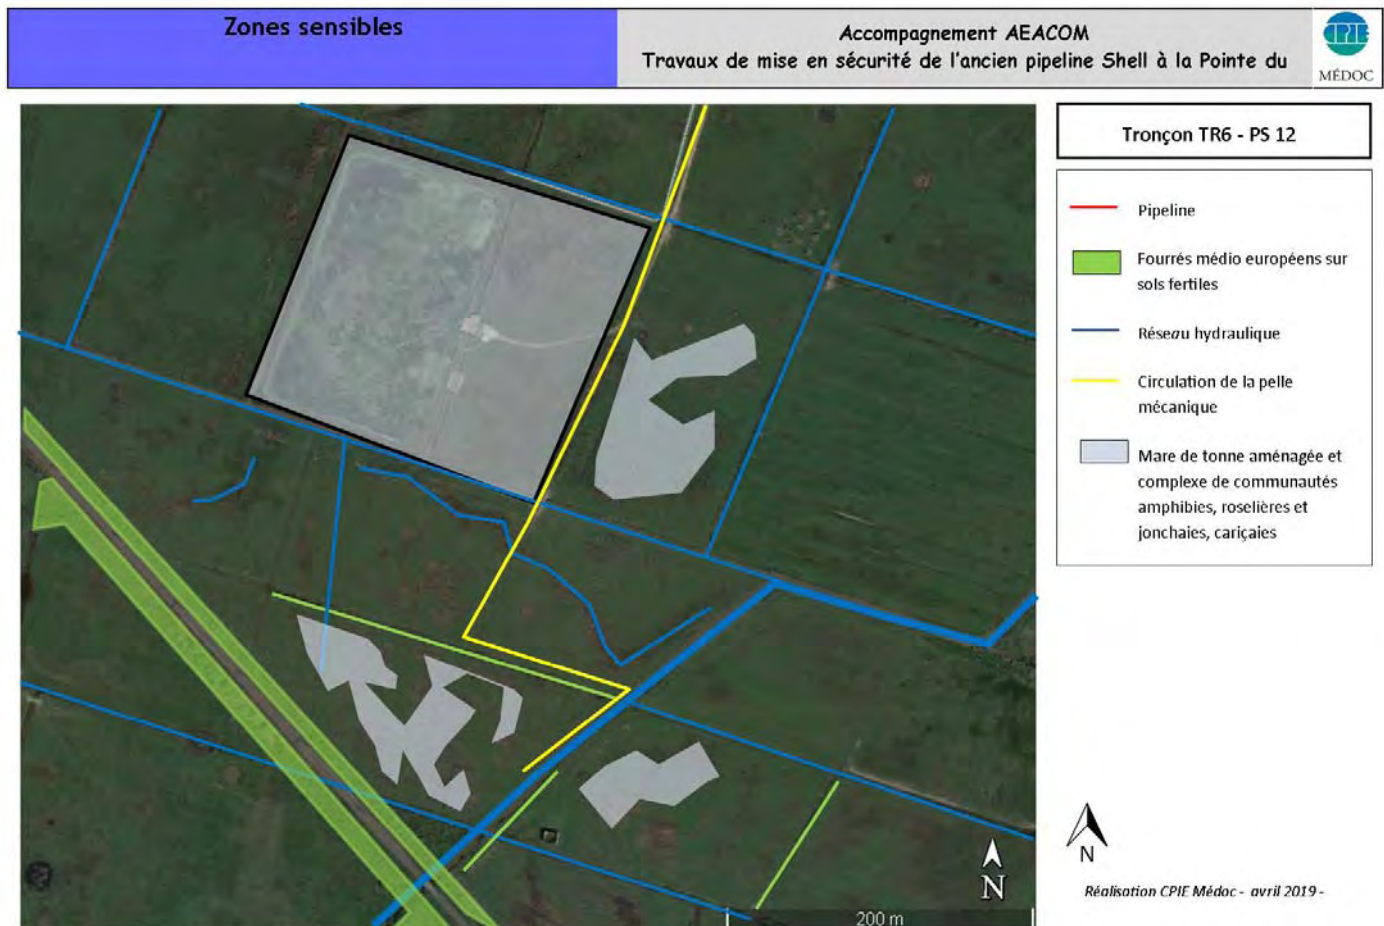 Zones sensibles
Accompagnement AEACOM
Travaux de mise en sécurité de l'ancien pipeline Shell à la Pointe du
CPIE
MÉDOC
Tronçon TR6 - PS 12
Pipeline
Fourrés médio européens sur
sols fertiles
Réseau hydraulique
Circulation de la pelle
mécanique
Mare de tonne aménagée et
complexe de communautés
amphibies, roselières et
jonchaies, cariçaies
N
N
200 m
Réalisation CPIE Médoc - avril 2019 -